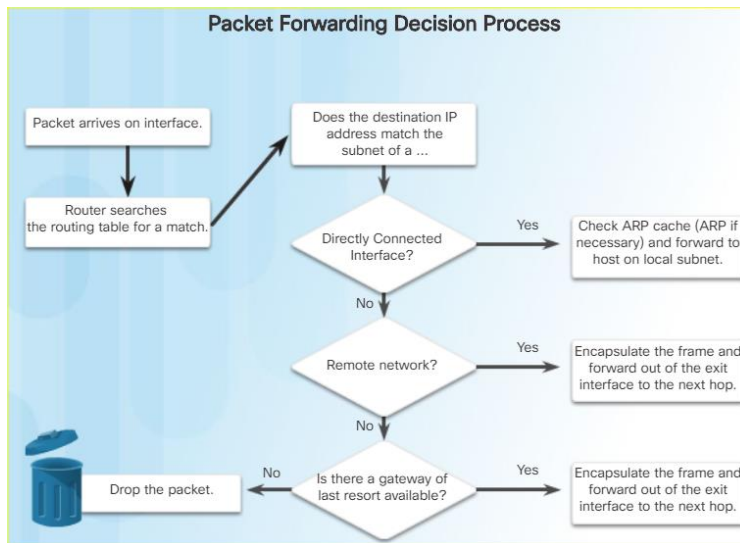 Packet Forwarding Decision Process
Packet arrives on interface.
Router searches
the routing table for a match.
Does the destination IP
address match the
subnet of a ...
Directly Connected
Interface?
Yes
Check ARP cache (ARP if
necessary) and forward to
host on local subnet.
No
Remote network?
Yes
Encapsulate the frame and
forward out of the exit
interface to the next hop.
No
Is there a gateway of
last resort available?
Yes
Encapsulate the frame and
forward out of the exit
interface to the next hop.
No
Drop the packet.